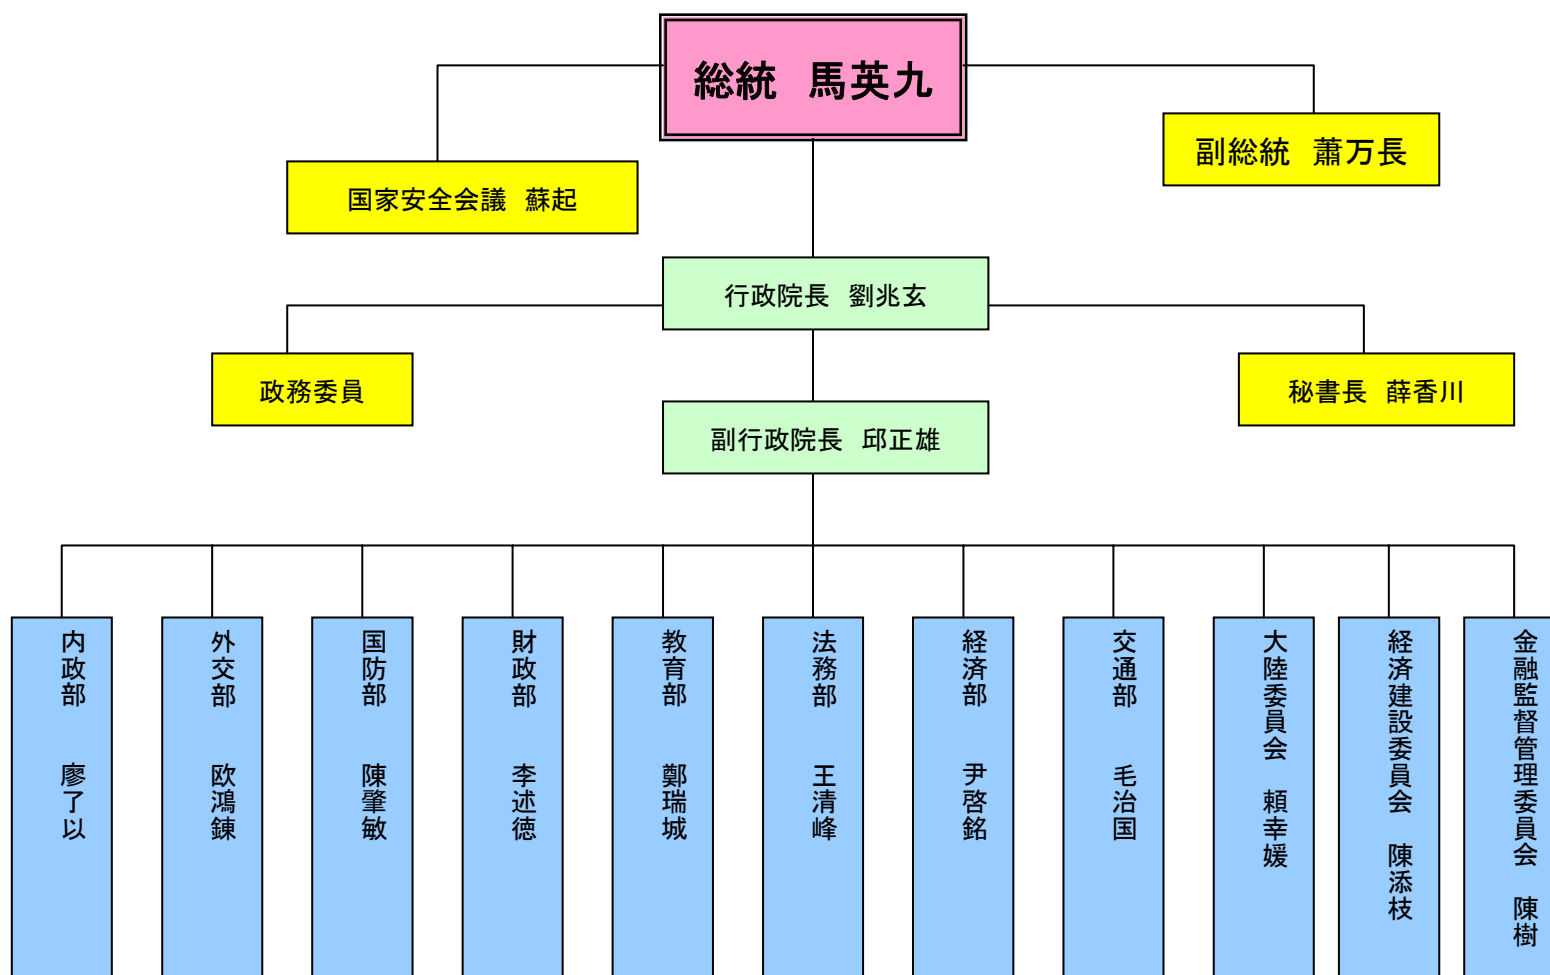 総統　馬英九
副総統　蕭万長
国家安全会議　蘇起
行政院長　劉兆玄
政務委員
秘書長　薛香川
副行政院長　邱正雄
内政部　廖了以
外交部　欧鴻錬
国防部　陳肇敏
財政部　李述徳
教育部　鄭瑞城
法務部　王清峰
経済部　尹啓銘
交通部　毛治国
大陸委員会　頼幸媛
経済建設委員会　陳添枝
金融監督管理委員会　陳樹